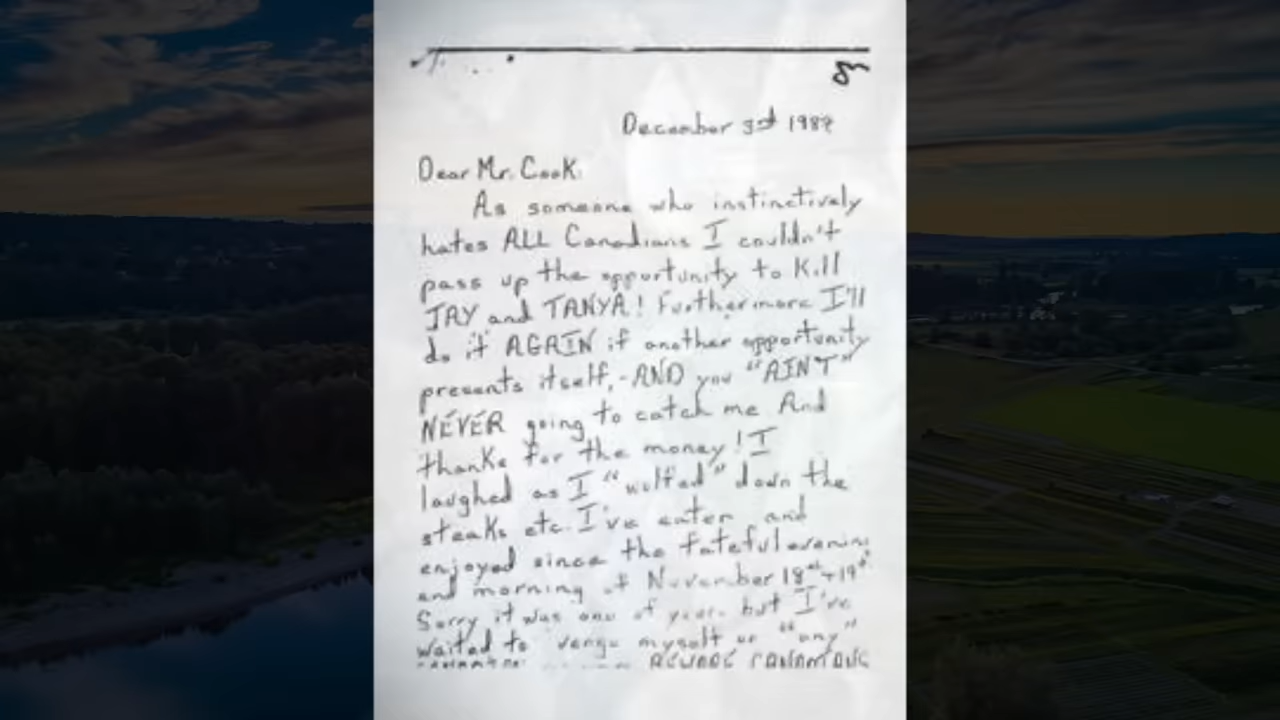 December 3rd 1987
Dear Mr. Cook.
As someone who instinctively
hates ALL Canadians I couldn't
pass up the opportunity to kill
JAY and TANYA! Furthermore I'll
do it AGAIN if another opportunity
presents itself, - AND you "AIN'T"
NEVER going to catch me And
thanks for the money! I
laughed as I "wolfed" down the
steaks etc. I've eaten and
enjoyed since the fateful evening
and morning of November 18th + 19th
Sorry it was one of yours but I've
waited to venge myself on "any"